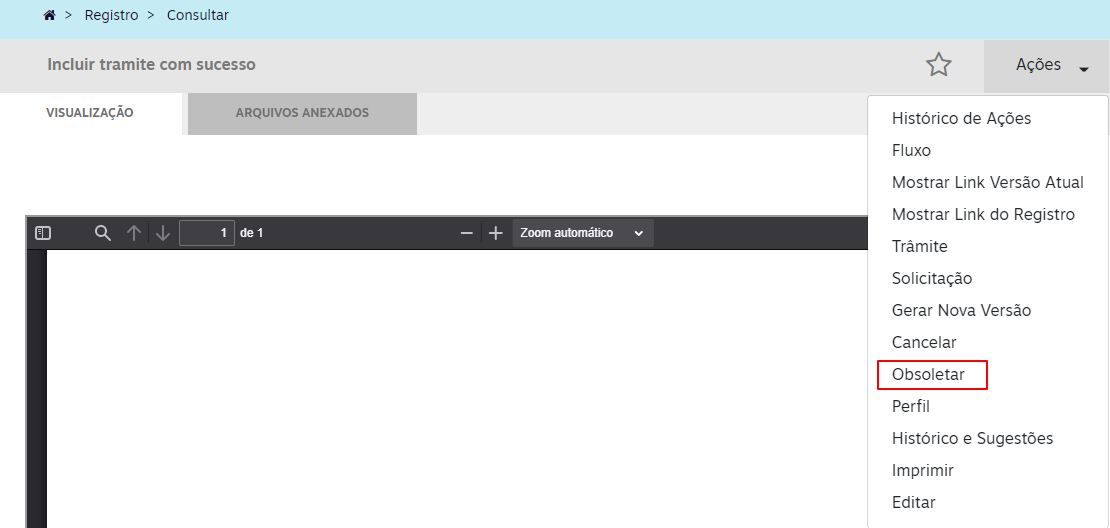 > Registro > Consultar
Incluir tramite com sucesso
Ações
VISUALIZAÇÃO
ARQUIVOS ANEXADOS
1 de 1
Zoom automático
Histórico de Ações
Fluxo
Mostrar Link Versão Atual
Mostrar Link do Registro
Trâmite
Solicitação
Gerar Nova Versão
Cancelar
Obsoletar
Perfil
Histórico e Sugestões
Imprimir
Editar